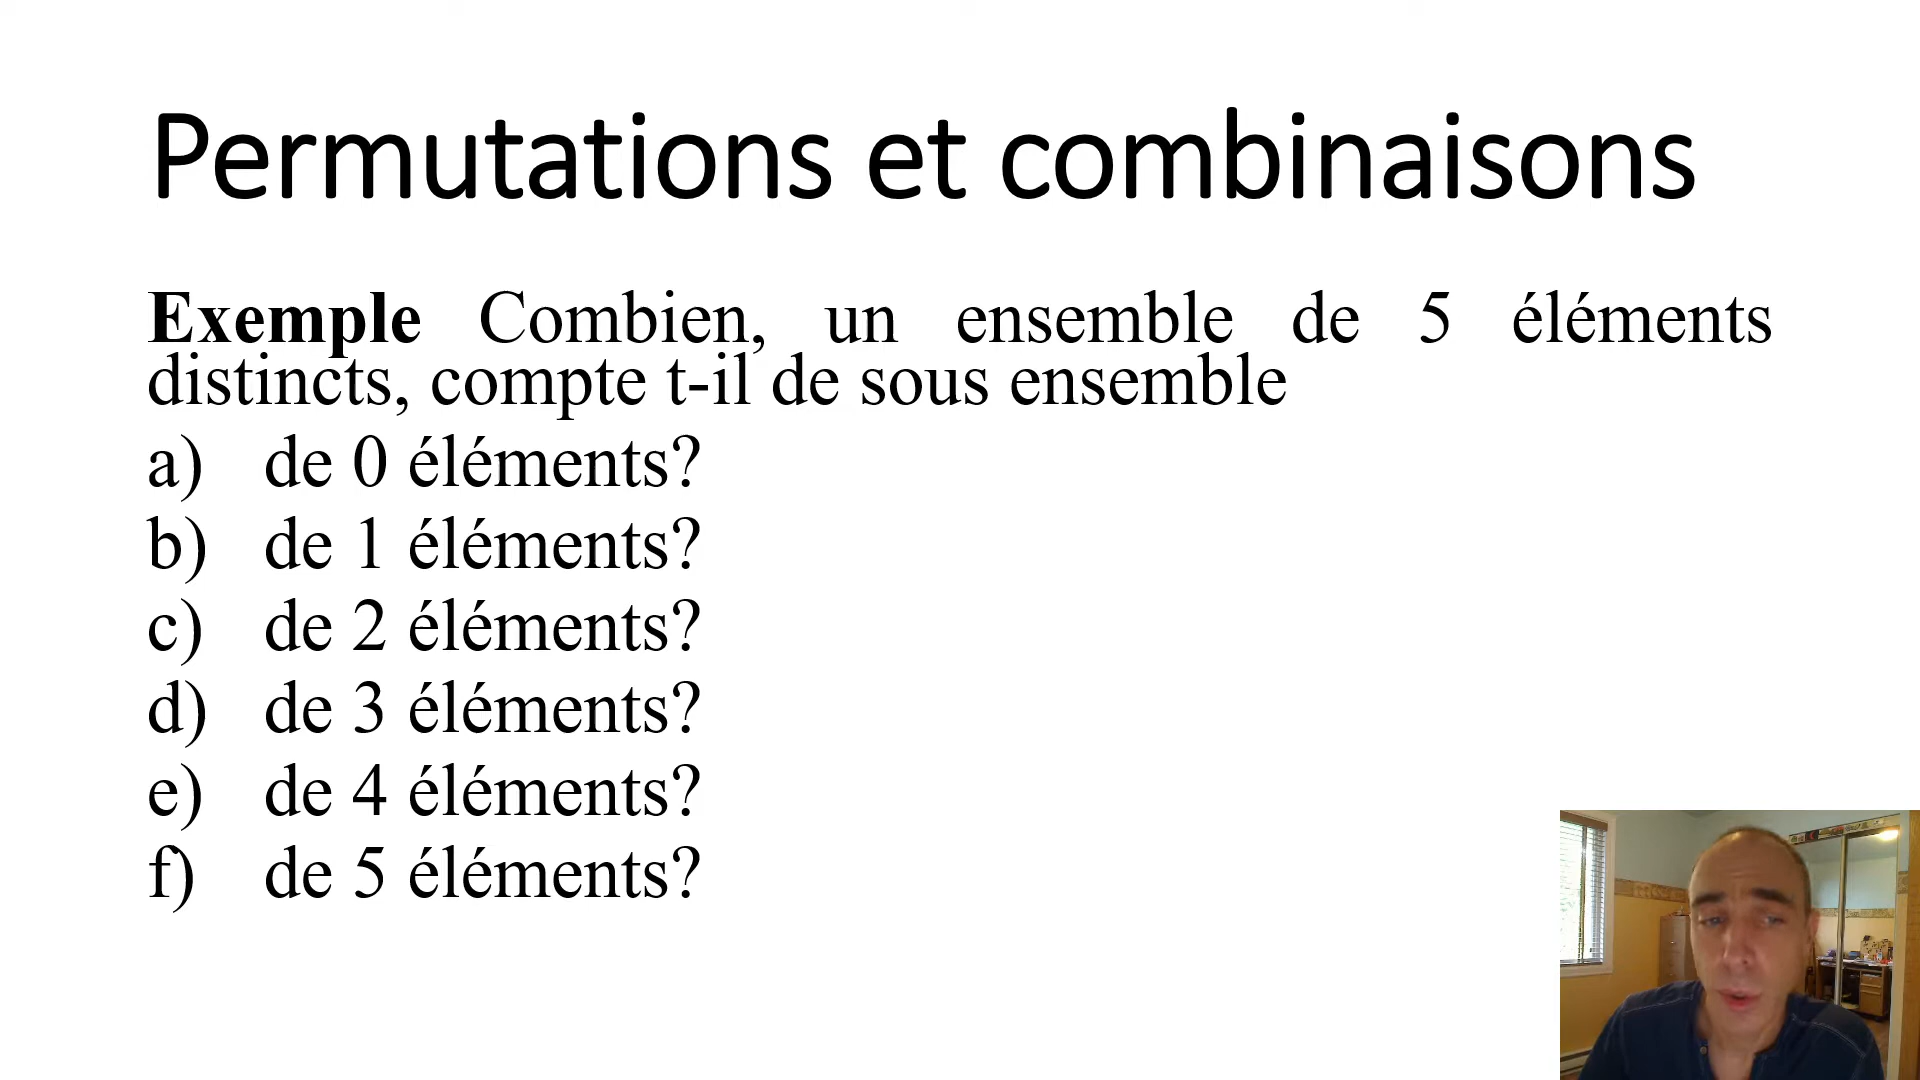 Permutations et combinaisons
Exemple Combien, un ensemble de 5 éléments
distincts, compte t-il de sous ensemble
a) de 0 éléments?
b) de 1 éléments?
c) de 2 éléments?
d) de 3 éléments?
e) de 4 éléments?
f) de 5 éléments?